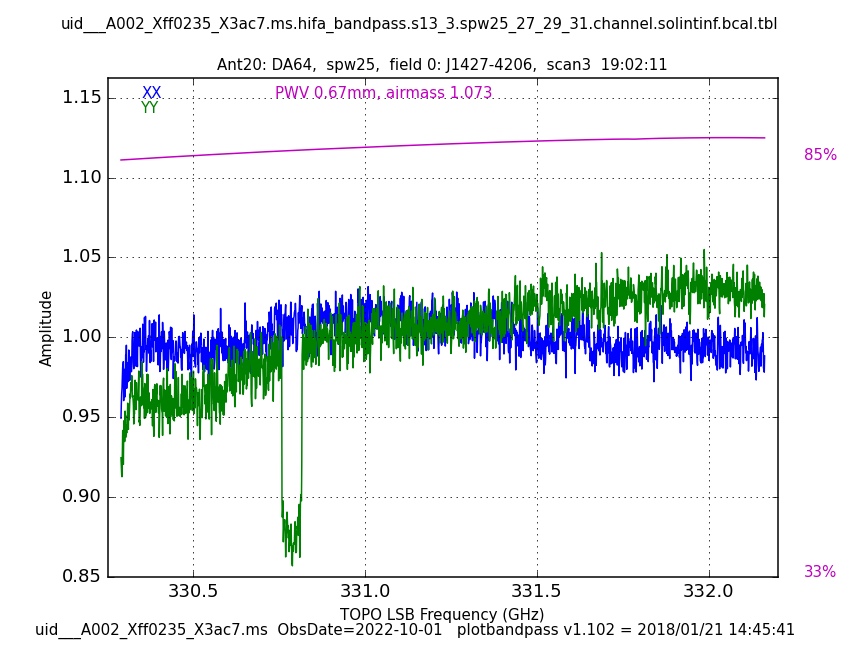 uid___A002_Xff0235_X3ac7.ms.hifa_bandpass.s13_3.spw25_27_29_31.channel.solintinf.bcal.tbl
Ant20: DA64, spw25, field 0: J1427-4206, scan3 19:02:11
XX
YY
PWV 0.67mm, airmass 1.073
1.15
1.10
1.05
1.00
0.95
0.90
0.85
Amplitude
85%
33%
330.5 331.0 331.5 332.0
TOPO LSB Frequency (GHz)
uid___A002_Xff0235_X3ac7.ms ObsDate=2022-10-01 plotbandpass v1.102 = 2018/01/21 14:45:41